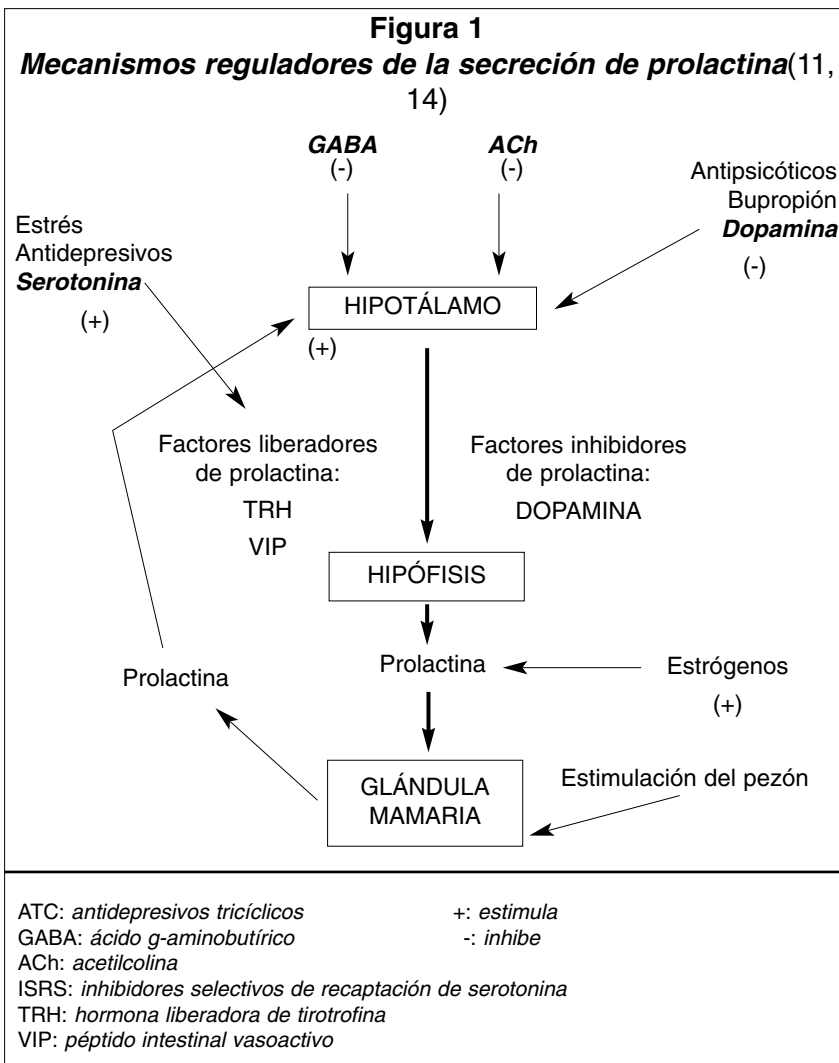 Figura 1
Mecanismos reguladores de la secreción de prolactina(11,
14)
GABA
(-)
ACh
(-)
Antipsicóticos
Bupropión
Dopamina
(-)
Estrés
Antidepresivos
Serotonina
(+)
HIPOTÁLAMO
(+)
Factores liberadores
de prolactina:
TRH
VIP
Factores inhibidores
de prolactina:
DOPAMINA
HIPÓFISIS
Prolactina
Prolactina
Estrógenos
(+)
GLÁNDULA
MAMARIA
Estimulación del pezón
ATC: antidepresivos tricíclicos
+: estimula
GABA: ácido g-aminobutírico
-: inhibe
ACh: acetilcolina
ISRS: inhibidores selectivos de recaptación de serotonina
TRH: hormona liberadora de tirotrofina
VIP: péptido intestinal vasoactivo